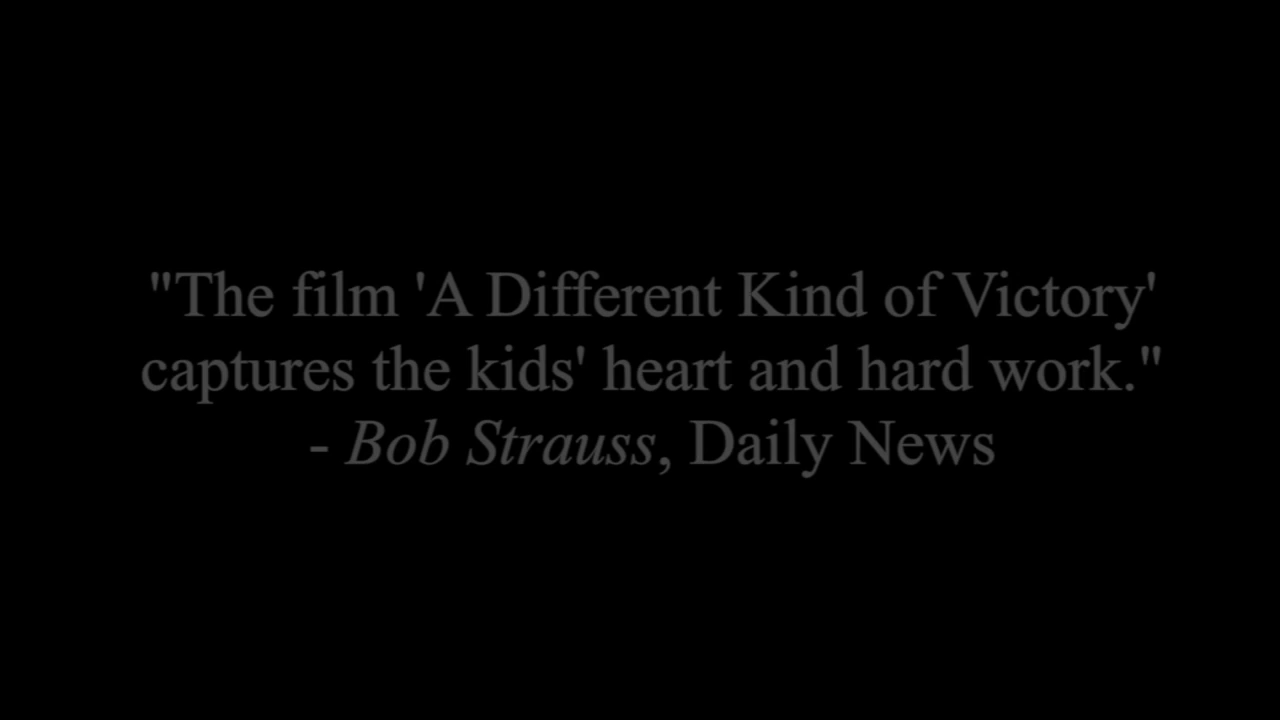 "The film 'A Different Kind of Victory'
captures the kids' heart and hard work."
- Bob Strauss, Daily News